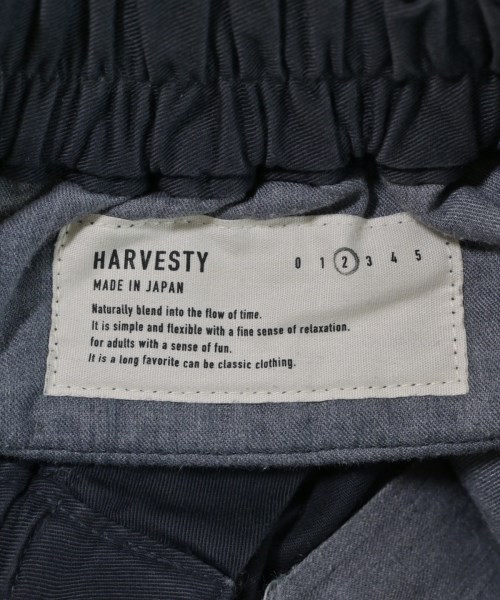 HARVESTY 0 1 2 3 4 5
MADE IN JAPAN
Naturally blend into the flow of time.
It is simple and flexible with a fine sense of relaxation.
for adults with a sense of fun.
It is a long favorite can be classic clothing.